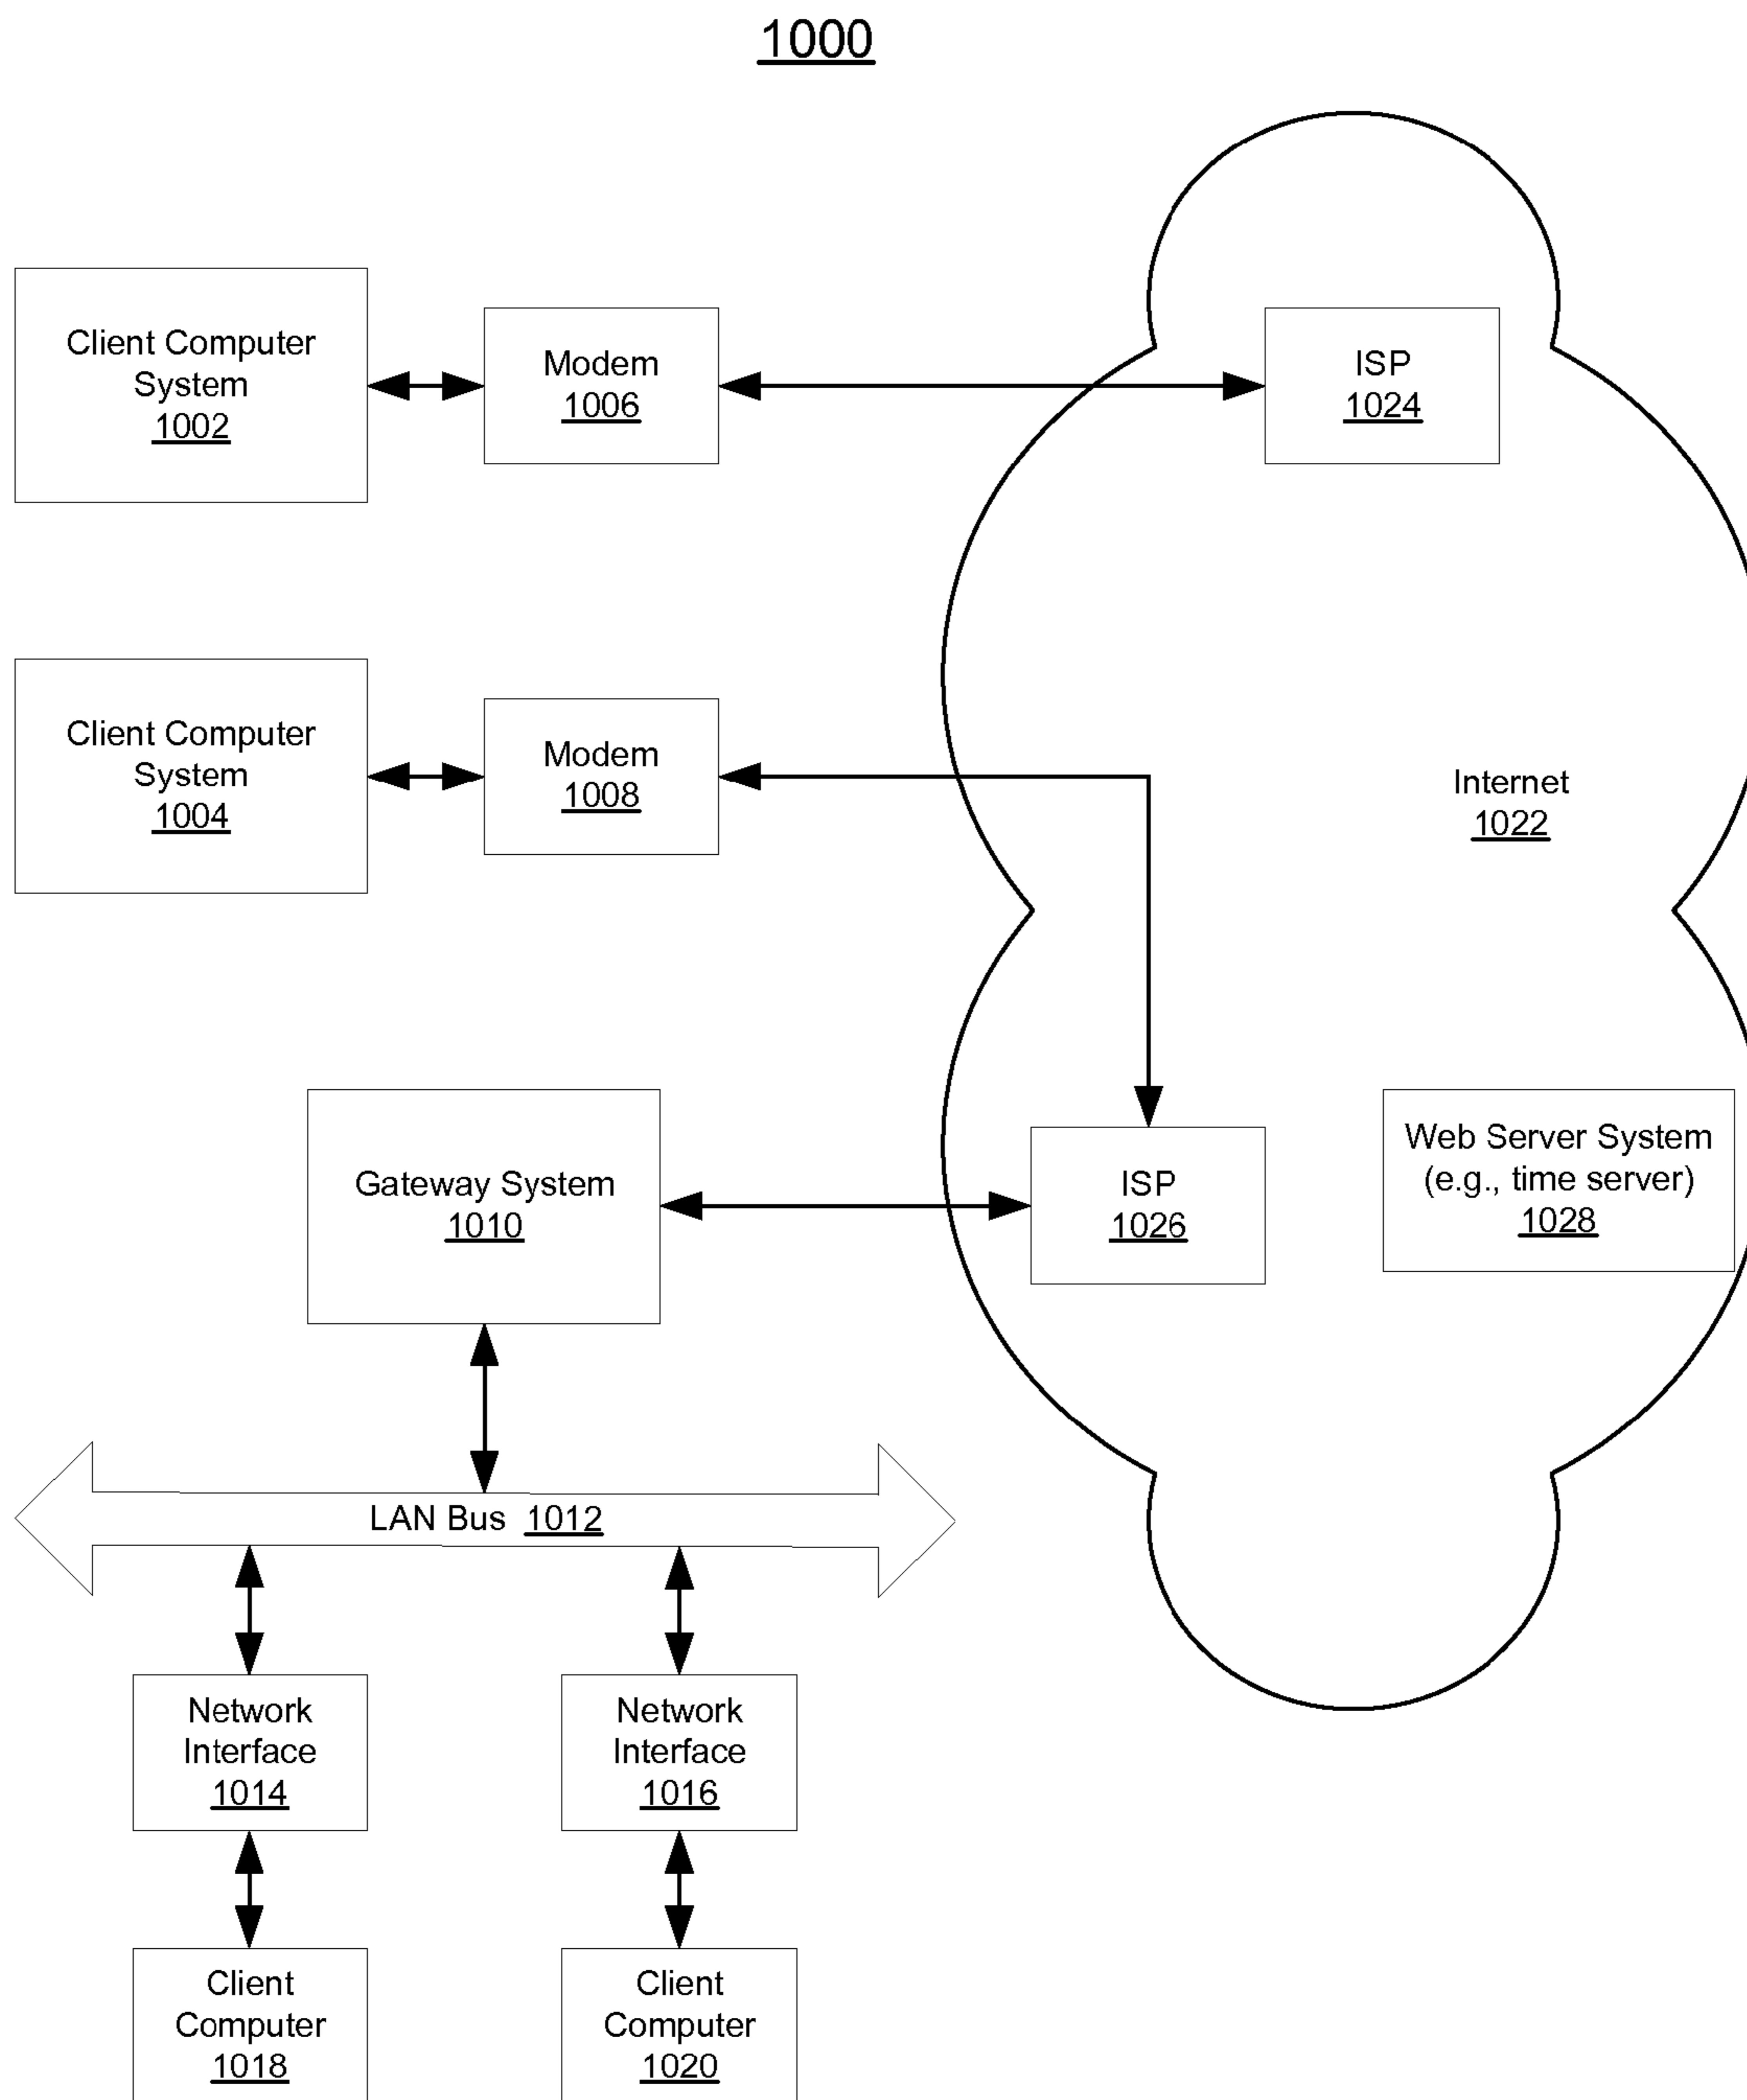 1000
Client Computer
System
1002
Modem
1006
ISP
1024
Client Computer
System
1004
Modem
1008
Internet
1022
Gateway System
1010
ISP
1026
Web Server System
(e.g., time server)
1028
LAN Bus 1012
Network
Interface
1014
Network
Interface
1016
Client
Computer
1018
Client
Computer
1020